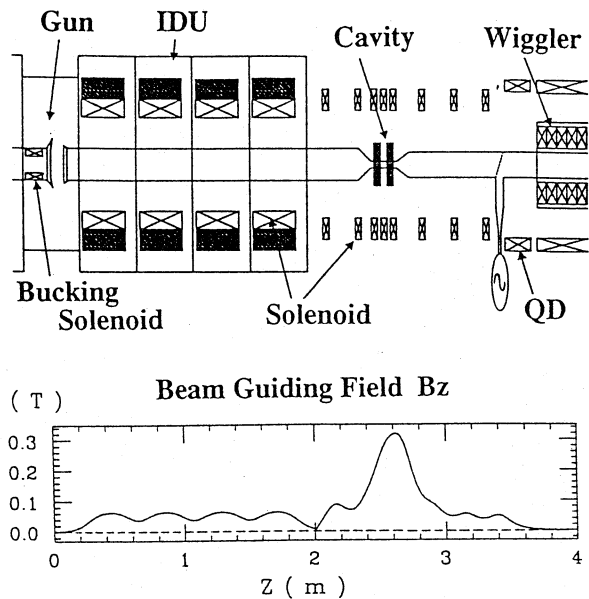 Gun
IDU
Cavity
Wiggler
Bucking
Solenoid
Solenoid
QD
Beam Guiding Field Bz
( T )
0.3
0.2
0.1
0.0
0
1
2
3
4
Z ( m )